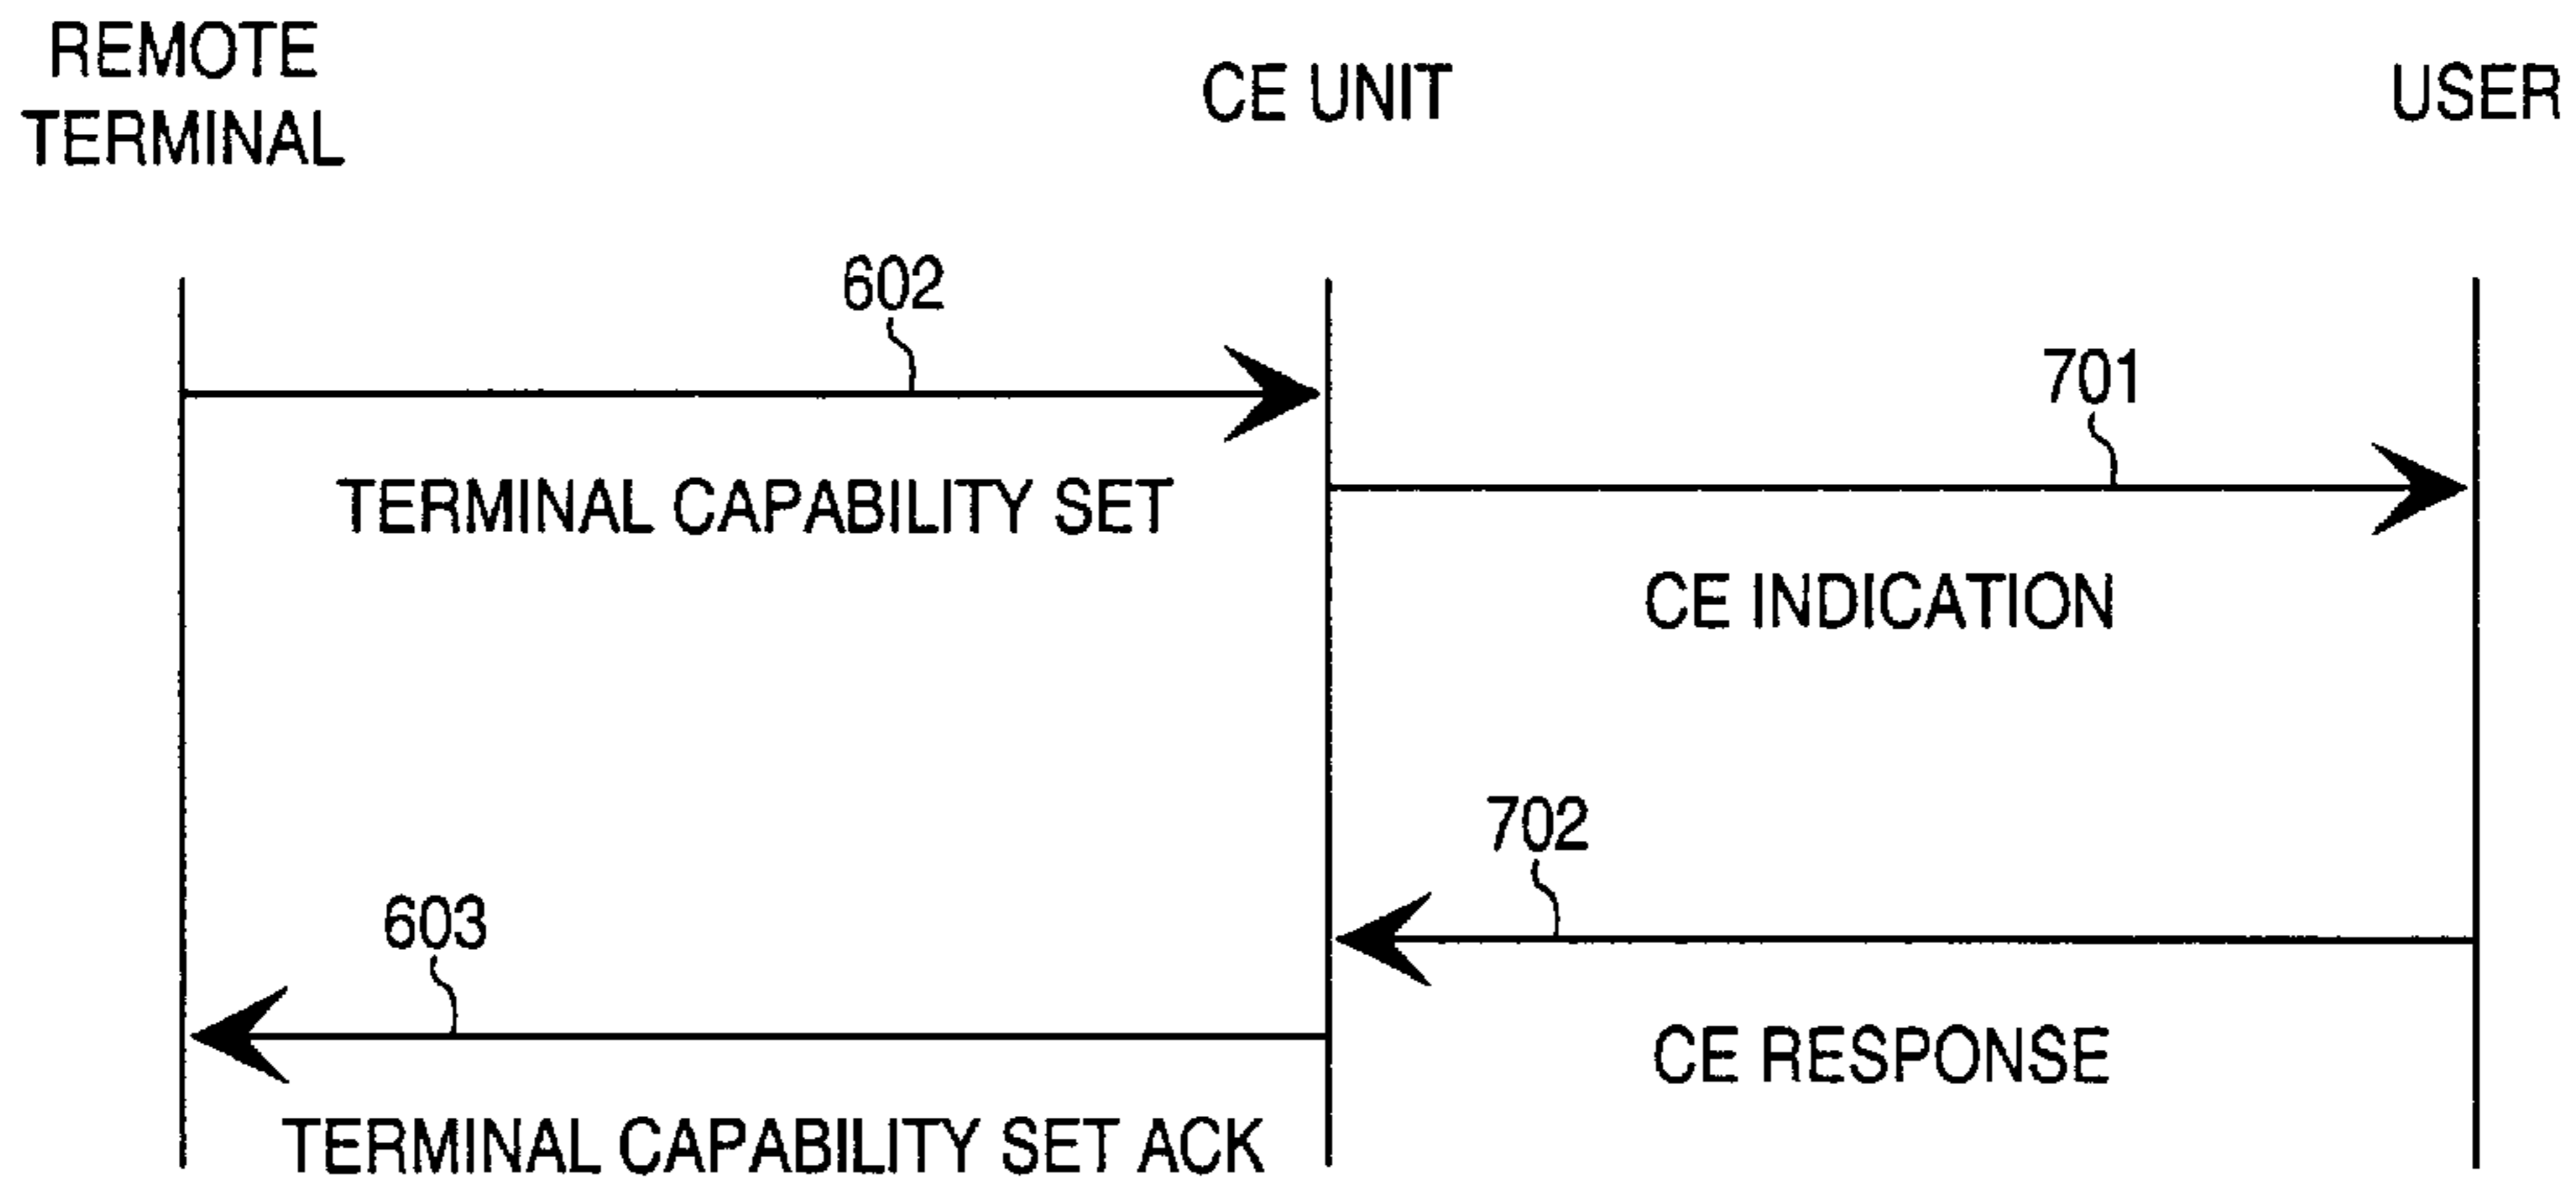 REMOTE
TERMINAL
CE UNIT
USER
602
701
TERMINAL CAPABILITY SET
CE INDICATION
702
603
CE RESPONSE
TERMINAL CAPABILITY SET ACK